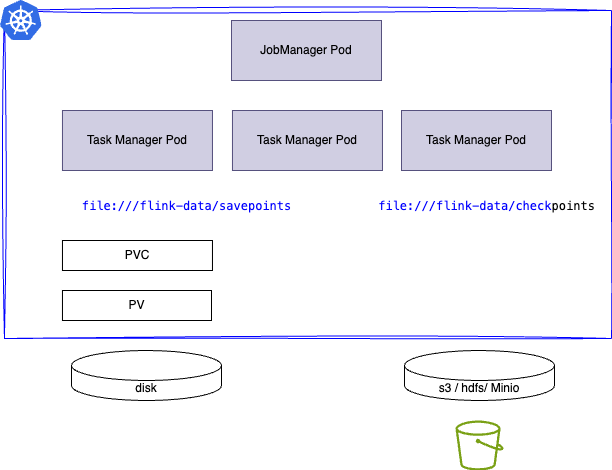 JobManager Pod
Task Manager Pod
Task Manager Pod
Task Manager Pod
file:///flink-data/savepoints
file:///flink-data/checkpoints
PVC
PV
disk
s3 / hdfs/ Minio